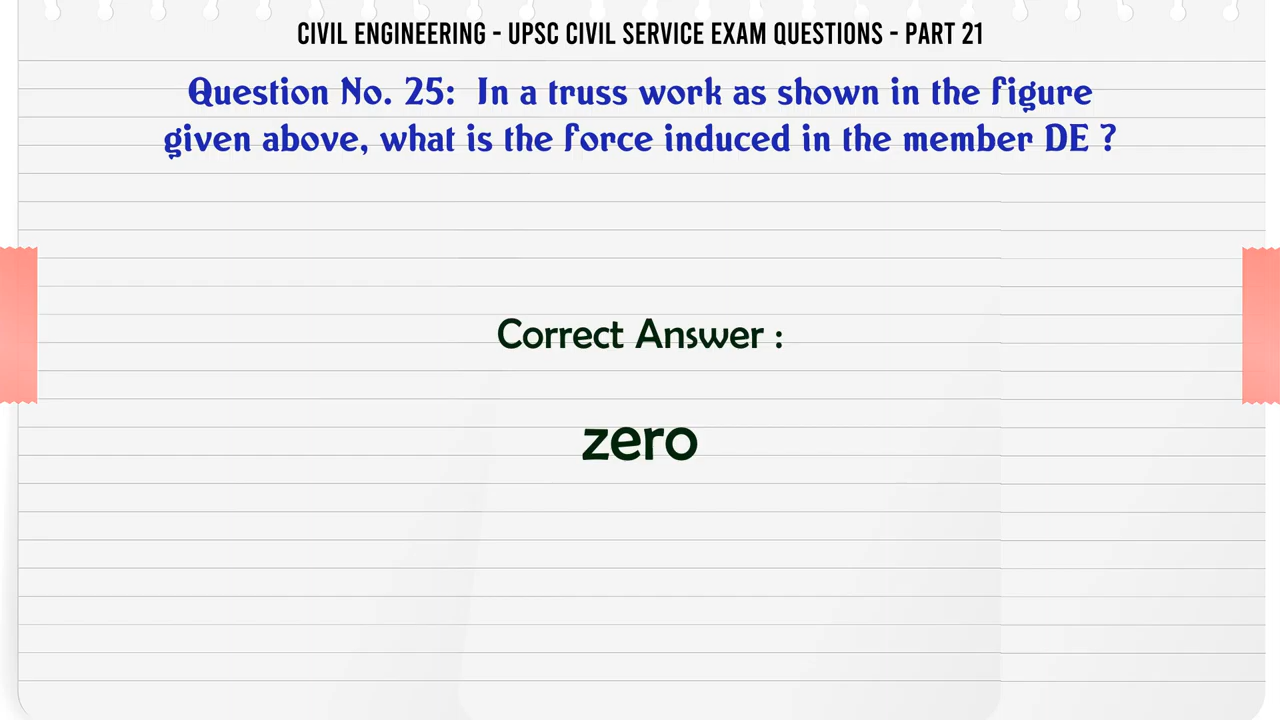 CIVIL ENGINEERING - UPSC CIVIL SERVICE EXAM QUESTIONS - PART 21
Question No. 25: In a truss work as shown in the figure
given above, what is the force induced in the member DE ?
Correct Answer :
zero